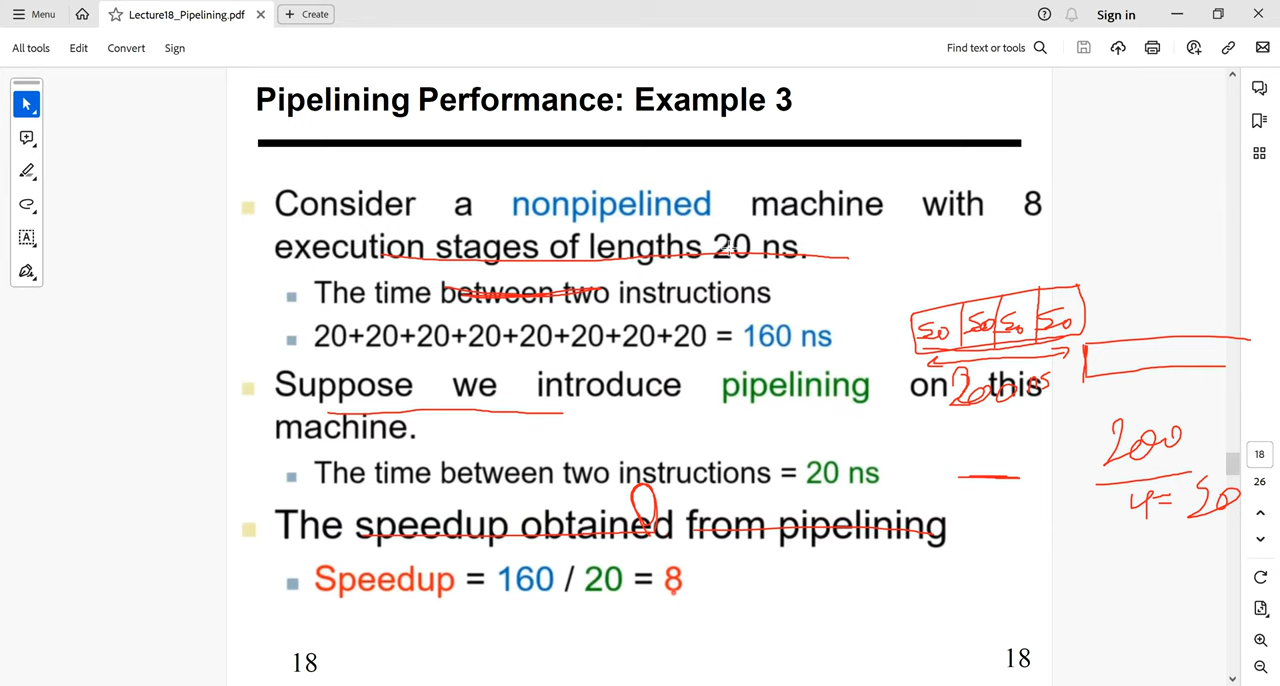 Menu
Lecture18_Pipelining.pdf
Create
Sign in
All tools
Edit
Convert
Sign
Find text or tools
Pipelining Performance: Example 3
Consider a nonpipelined machine with 8
execution stages of lengths 20 ns.
The time between two instructions
20+20+20+20+20+20+20+20 = 160 ns
50 50 50 50
200 ns
Suppose we introduce pipelining on this
machine.
The time between two instructions = 20 ns
200
4 = 50
The speedup obtained from pipelining
Speedup = 160 / 20 = 8
18
18
18
26